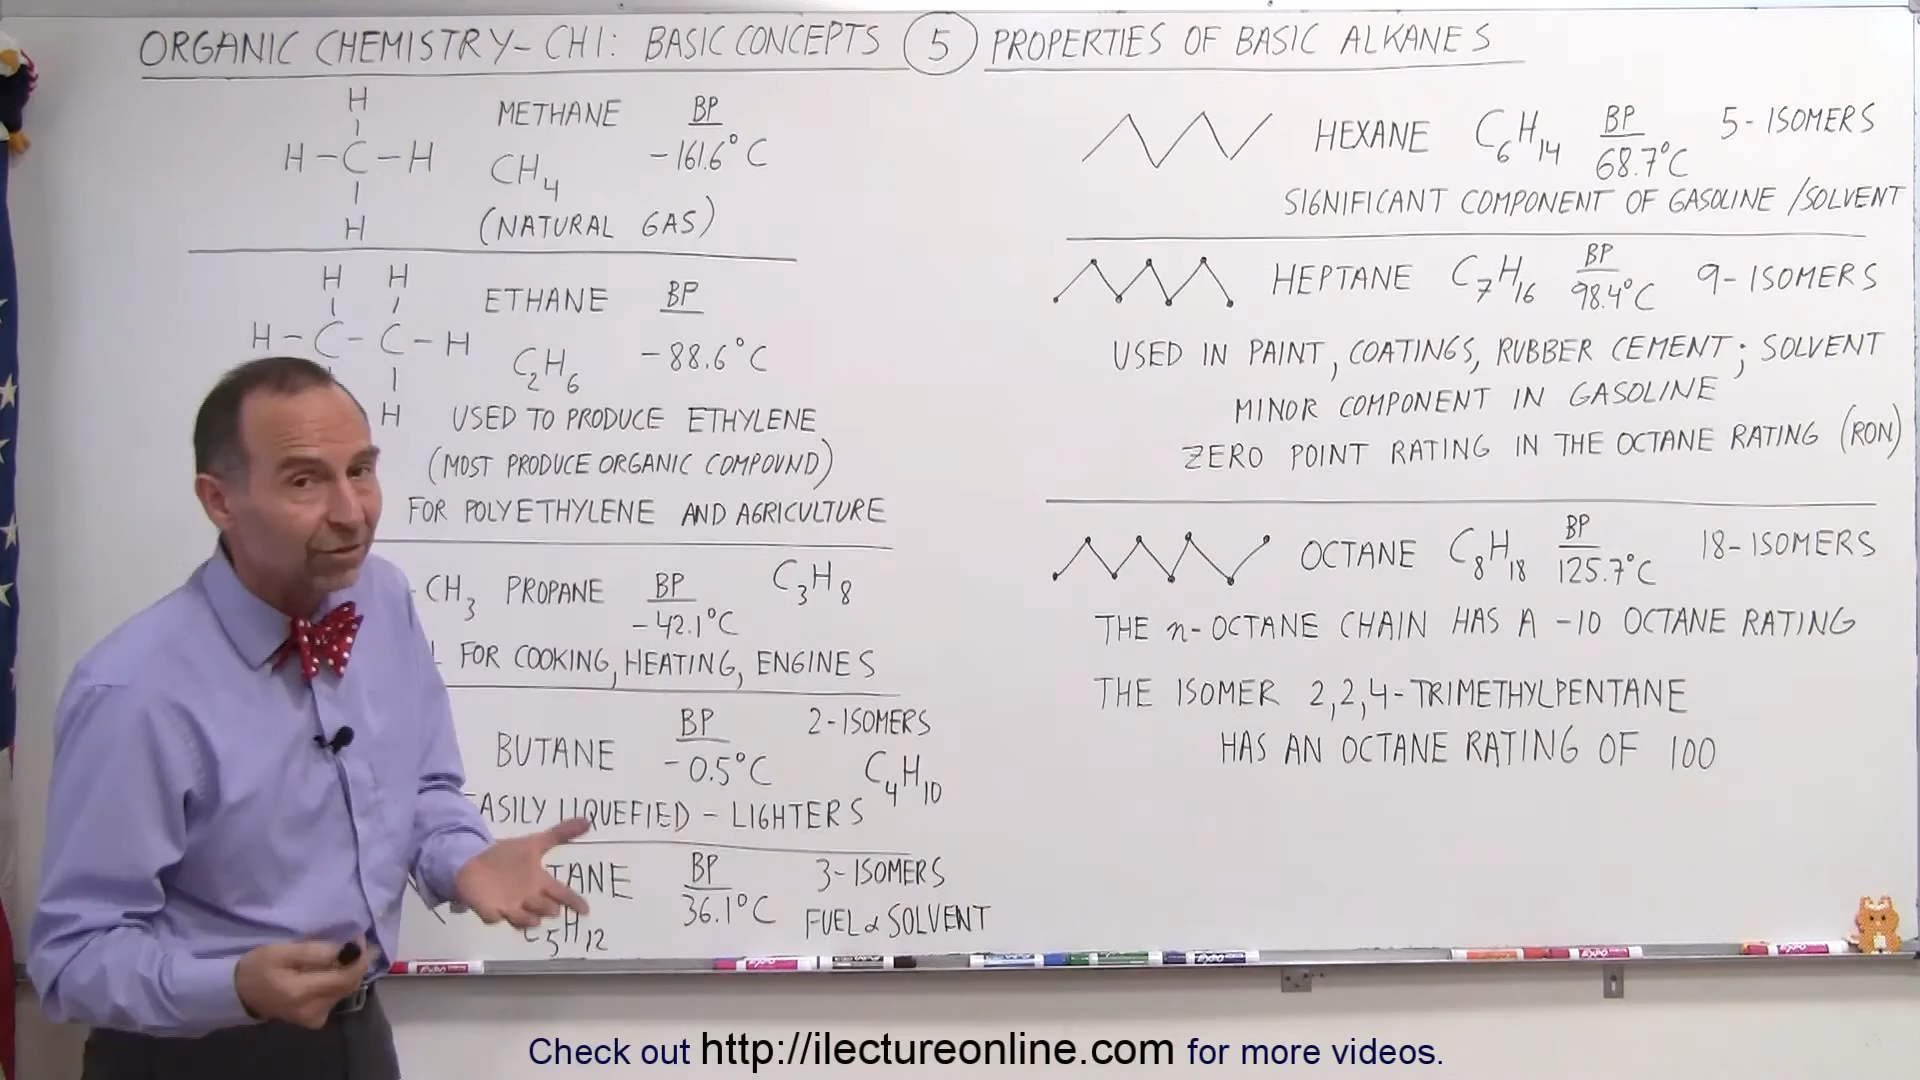 ORGANIC CHEMISTRY - CH 1: BASIC CONCEPTS 5 PROPERTIES OF BASIC ALKANES
H
METHANE BP
H - C - H
CH4 -161.6°C
H
(NATURAL GAS)
H H
ETHANE BP
H - C - C - H
C2H6 -88.6°C
H
USED TO PRODUCE ETHYLENE
(MOST PRODUCE ORGANIC COMPOUND)
FOR POLYETHYLENE AND AGRICULTURE
- CH3 PROPANE BP C3H8
-42.1°C
FOR COOKING, HEATING, ENGINES
BP 2-ISOMERS
BUTANE -0.5°C C4H10
EASILY LIQUEFIED - LIGHTERS
TANE BP 3-ISOMERS
C5H12 36.1°C FUEL & SOLVENT
HEXANE C6H14 BP 5-ISOMERS
68.7°C
SIGNIFICANT COMPONENT OF GASOLINE / SOLVENT
HEPTANE C7H16 BP 9-ISOMERS
98.4°C
USED IN PAINT, COATINGS, RUBBER CEMENT; SOLVENT
MINOR COMPONENT IN GASOLINE
ZERO POINT RATING IN THE OCTANE RATING (RON)
OCTANE C8H18 BP 18-ISOMERS
125.7°C
THE n-OCTANE CHAIN HAS A -10 OCTANE RATING
THE ISOMER 2,2,4-TRIMETHYLPENTANE
HAS AN OCTANE RATING OF 100
Check out http://ilectureonline.com for more videos.